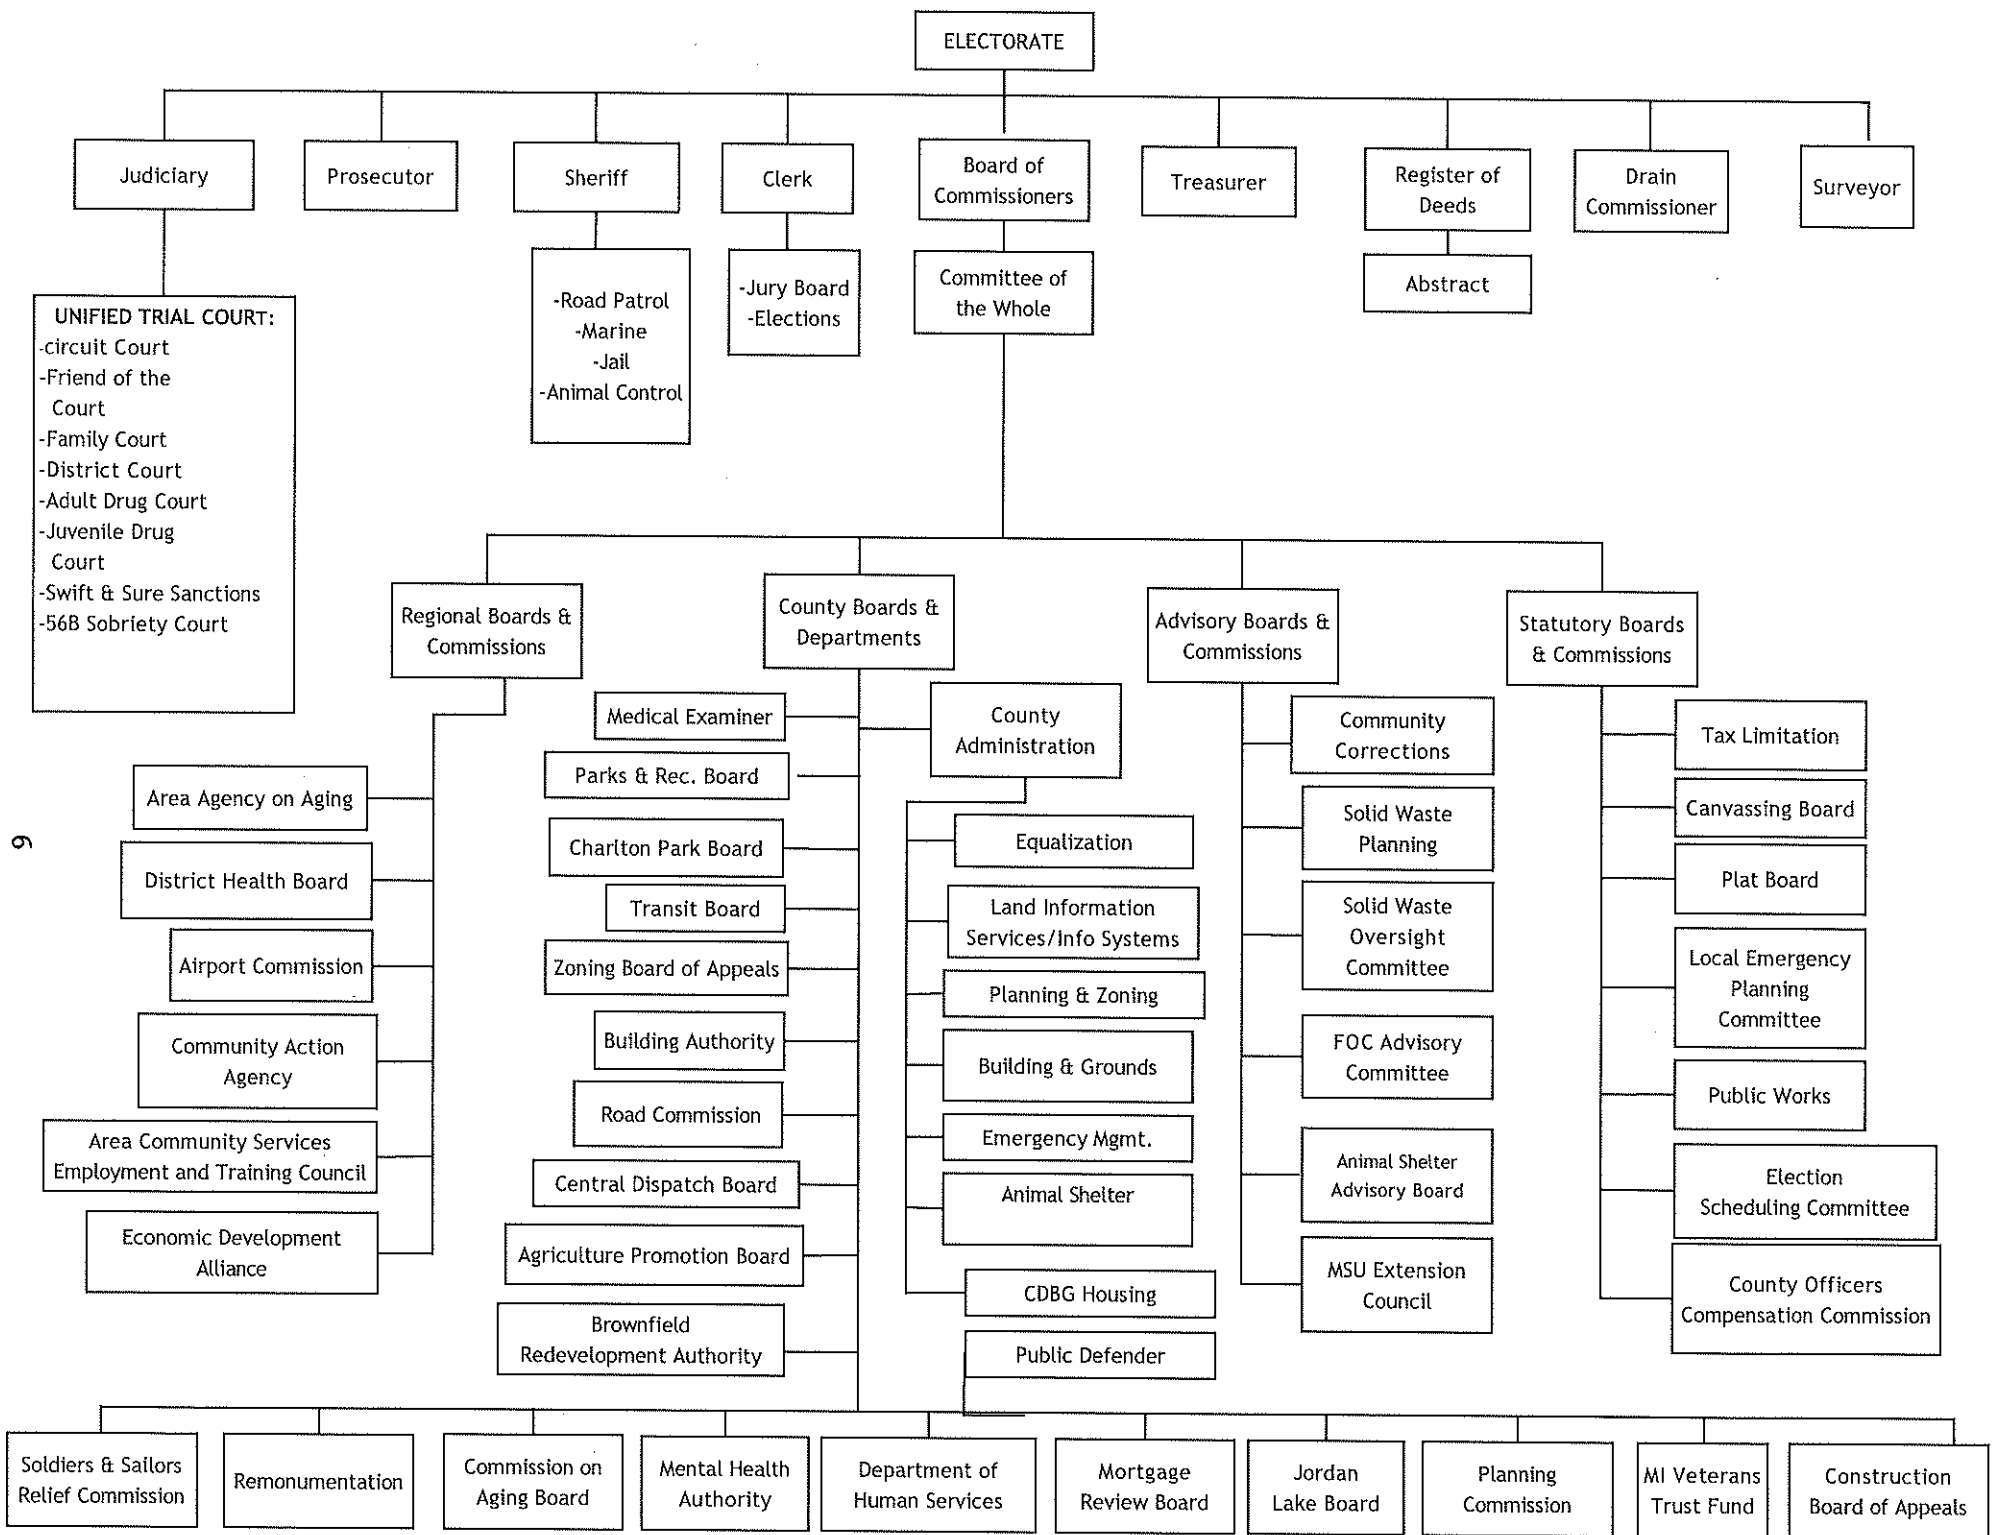 ELECTORATE
Judiciary
Prosecutor
Sheriff
Clerk
Board of
Commissioners
Treasurer
Register of
Deeds
Drain
Commissioner
Surveyor
UNIFIED TRIAL COURT:
-circuit Court
-Friend of the
Court
-Family Court
-District Court
-Adult Drug Court
-Juvenile Drug
Court
-Swift & Sure Sanctions
-56B Sobriety Court
-Road Patrol
-Marine
-Jail
-Animal Control
-Jury Board
-Elections
Committee of
the Whole
Abstract
Regional Boards &
Commissions
County Boards &
Departments
Advisory Boards &
Commissions
Statutory Boards
& Commissions
Area Agency on Aging
District Health Board
Airport Commission
Community Action
Agency
Area Community Services
Employment and Training Council
Economic Development
Alliance
Medical Examiner
Parks & Rec. Board
Charlton Park Board
Transit Board
Zoning Board of Appeals
Building Authority
Road Commission
Central Dispatch Board
Agriculture Promotion Board
Brownfield
Redevelopment Authority
County
Administration
Equalization
Land Information
Services/Info Systems
Planning & Zoning
Building & Grounds
Emergency Mgmt.
Animal Shelter
CDBG Housing
Public Defender
Community
Corrections
Solid Waste
Planning
Solid Waste
Oversight
Committee
FOC Advisory
Committee
Animal Shelter
Advisory Board
MSU Extension
Council
Tax Limitation
Canvassing Board
Plat Board
Local Emergency
Planning
Committee
Public Works
Election
Scheduling Committee
County Officers
Compensation Commission
Soldiers & Sailors
Relief Commission
Remonumentation
Commission on
Aging Board
Mental Health
Authority
Department of
Human Services
Mortgage
Review Board
Jordan
Lake Board
Planning
Commission
MI Veterans
Trust Fund
Construction
Board of Appeals